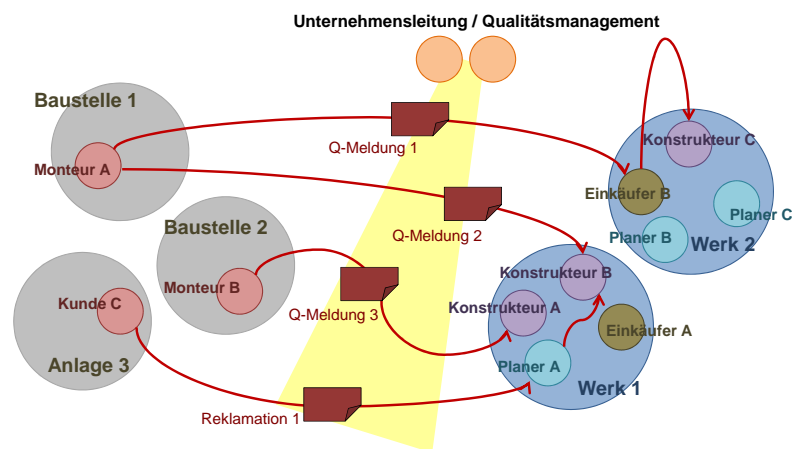 Unternehmensleitung / Qualitätsmanagement
Baustelle 1
Monteur A
Q-Meldung 1
Konstrukteur C
Einkäufer B
Planer C
Planer B
Werk 2
Baustelle 2
Q-Meldung 2
Monteur B
Konstrukteur B
Kunde C
Q-Meldung 3
Konstrukteur A
Einkäufer A
Anlage 3
Planer A
Werk 1
Reklamation 1